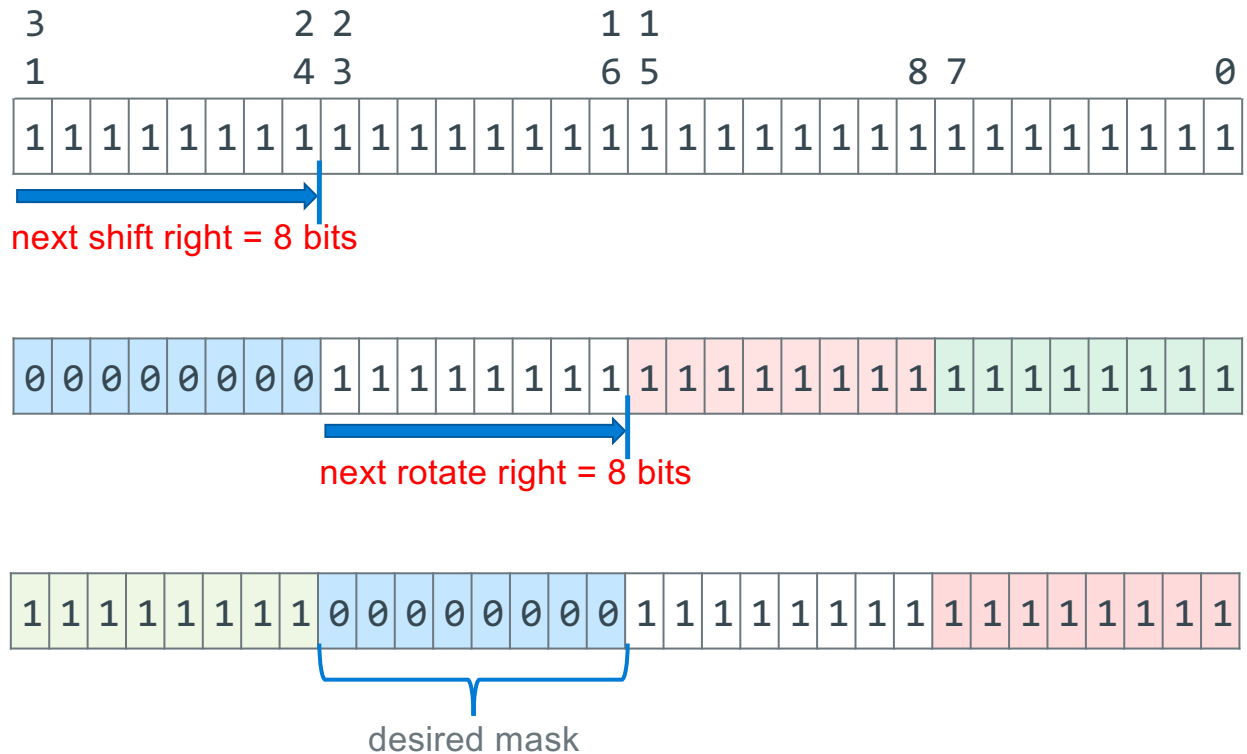 3 2 2 1 1
1 4 3 6 5 8 7 0
1 1 1 1 1 1 1 1 1 1 1 1 1 1 1 1 1 1 1 1 1 1 1 1 1 1 1 1 1 1 1 1
next shift right = 8 bits
0 0 0 0 0 0 0 0 1 1 1 1 1 1 1 1 1 1 1 1 1 1 1 1 1 1 1 1 1 1 1 1
next rotate right = 8 bits
1 1 1 1 1 1 1 1 0 0 0 0 0 0 0 0 1 1 1 1 1 1 1 1 1 1 1 1 1 1 1 1
desired mask